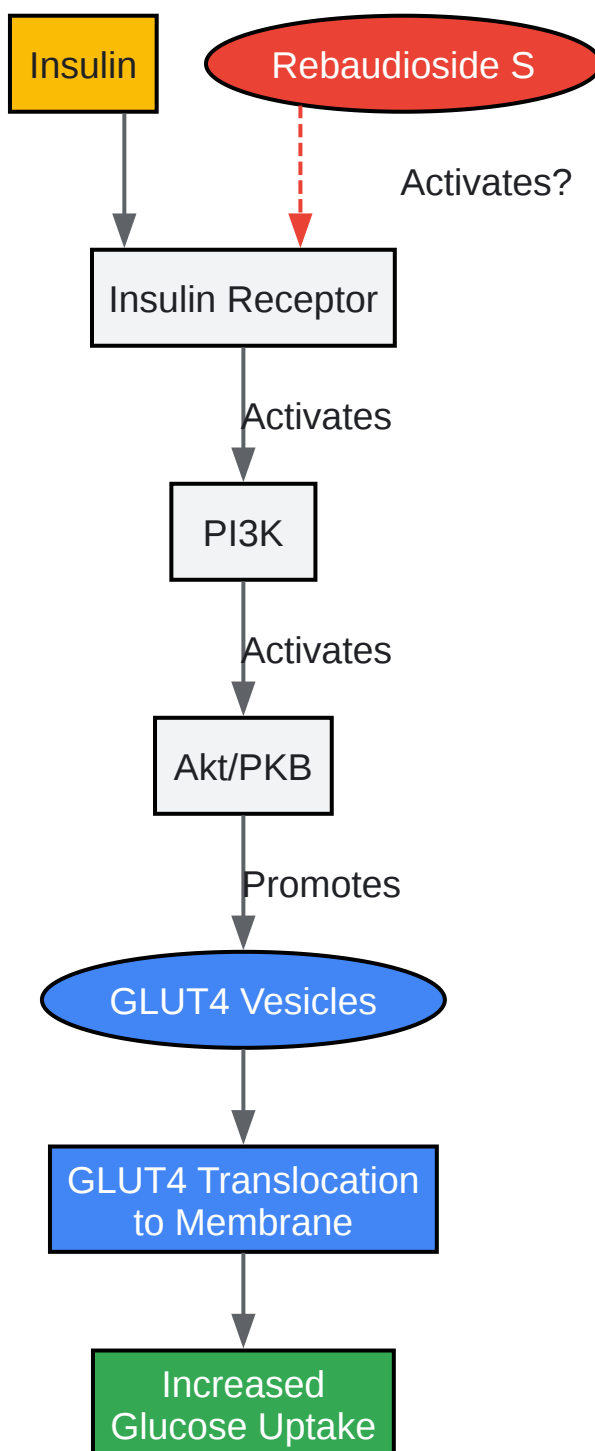 Insulin
Rebaudioside S
Activates?
Insulin Receptor
Activates
PI3K
Activates
Akt/PKB
Promotes
GLUT4 Vesicles
GLUT4 Translocation
to Membrane
Increased
Glucose Uptake